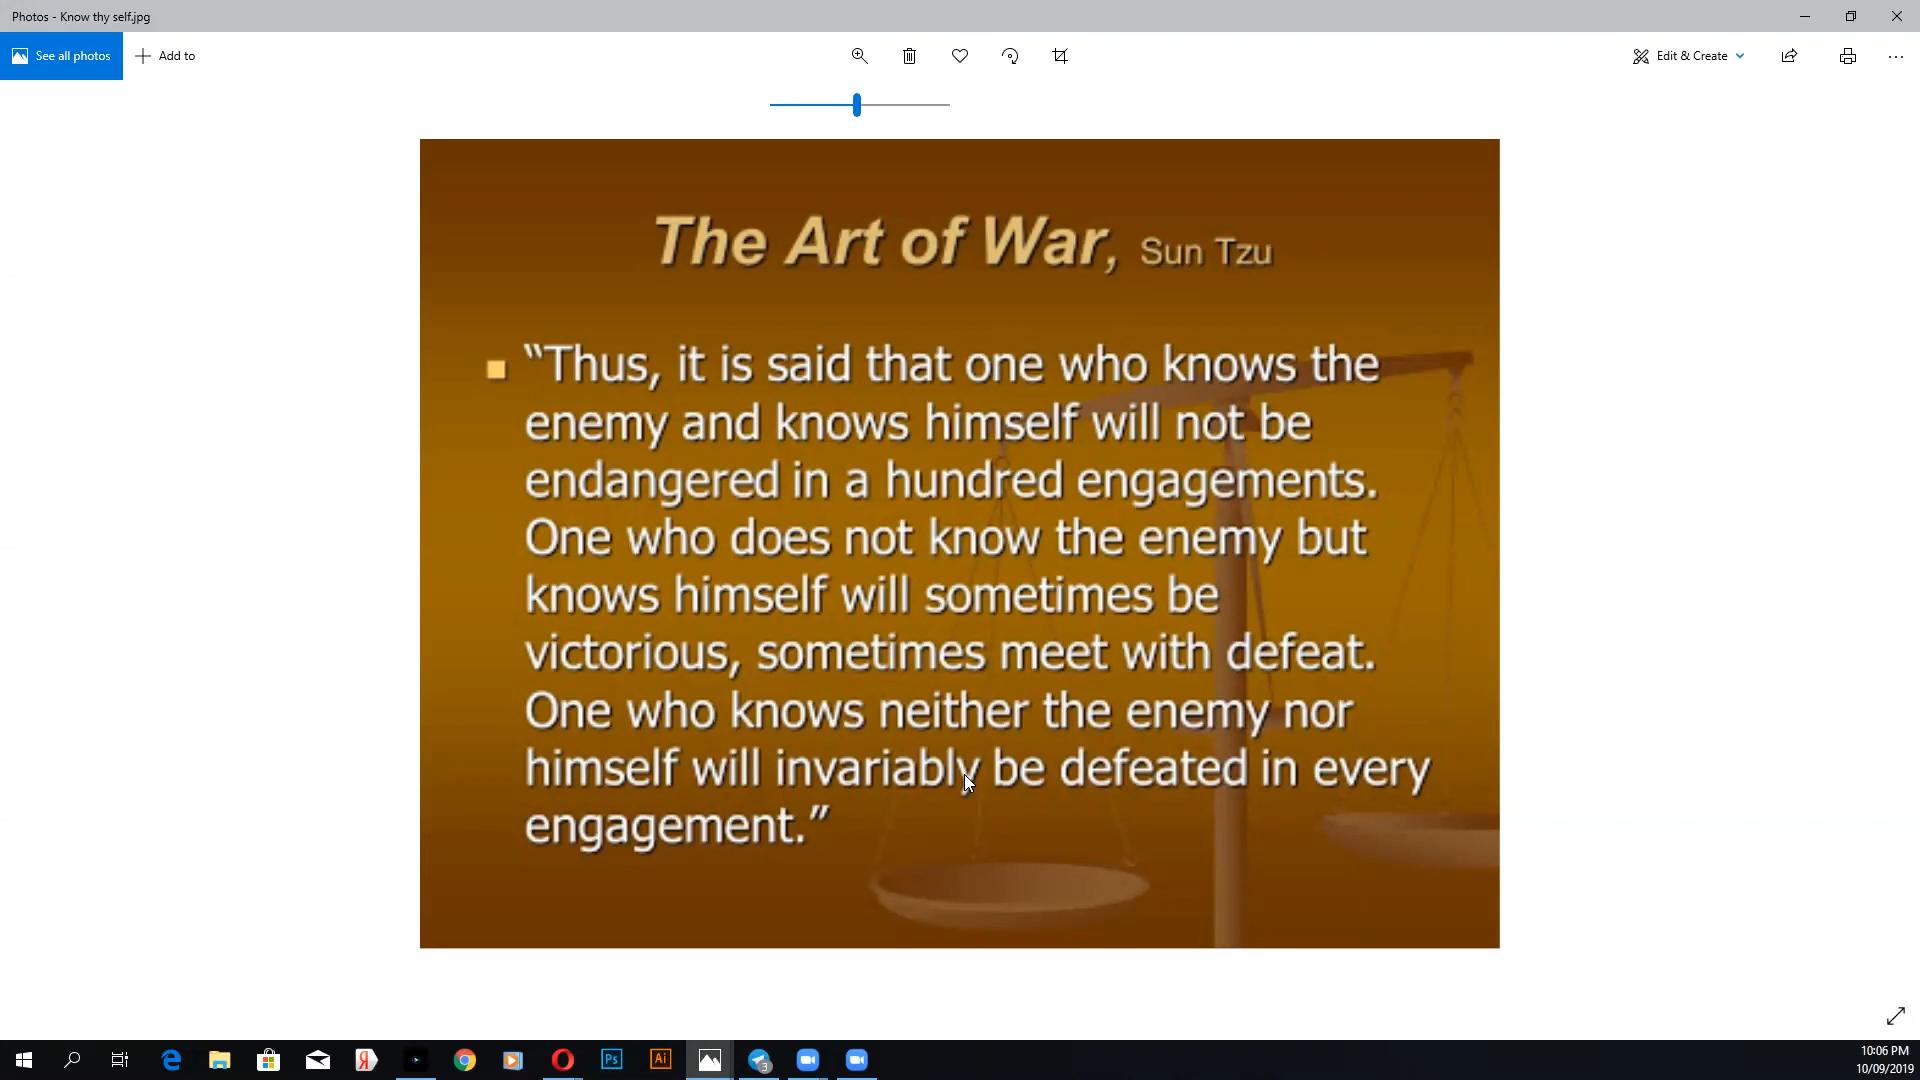 Photos - Know thy self.jpg
See all photos
Add to
Edit & Create
The Art of War, Sun Tzu
“Thus, it is said that one who knows the
enemy and knows himself will not be
endangered in a hundred engagements.
One who does not know the enemy but
knows himself will sometimes be
victorious, sometimes meet with defeat.
One who knows neither the enemy nor
himself will invariably be defeated in every
engagement.”
Я
Ps
Ai
3
10:06 PM
10/09/2019